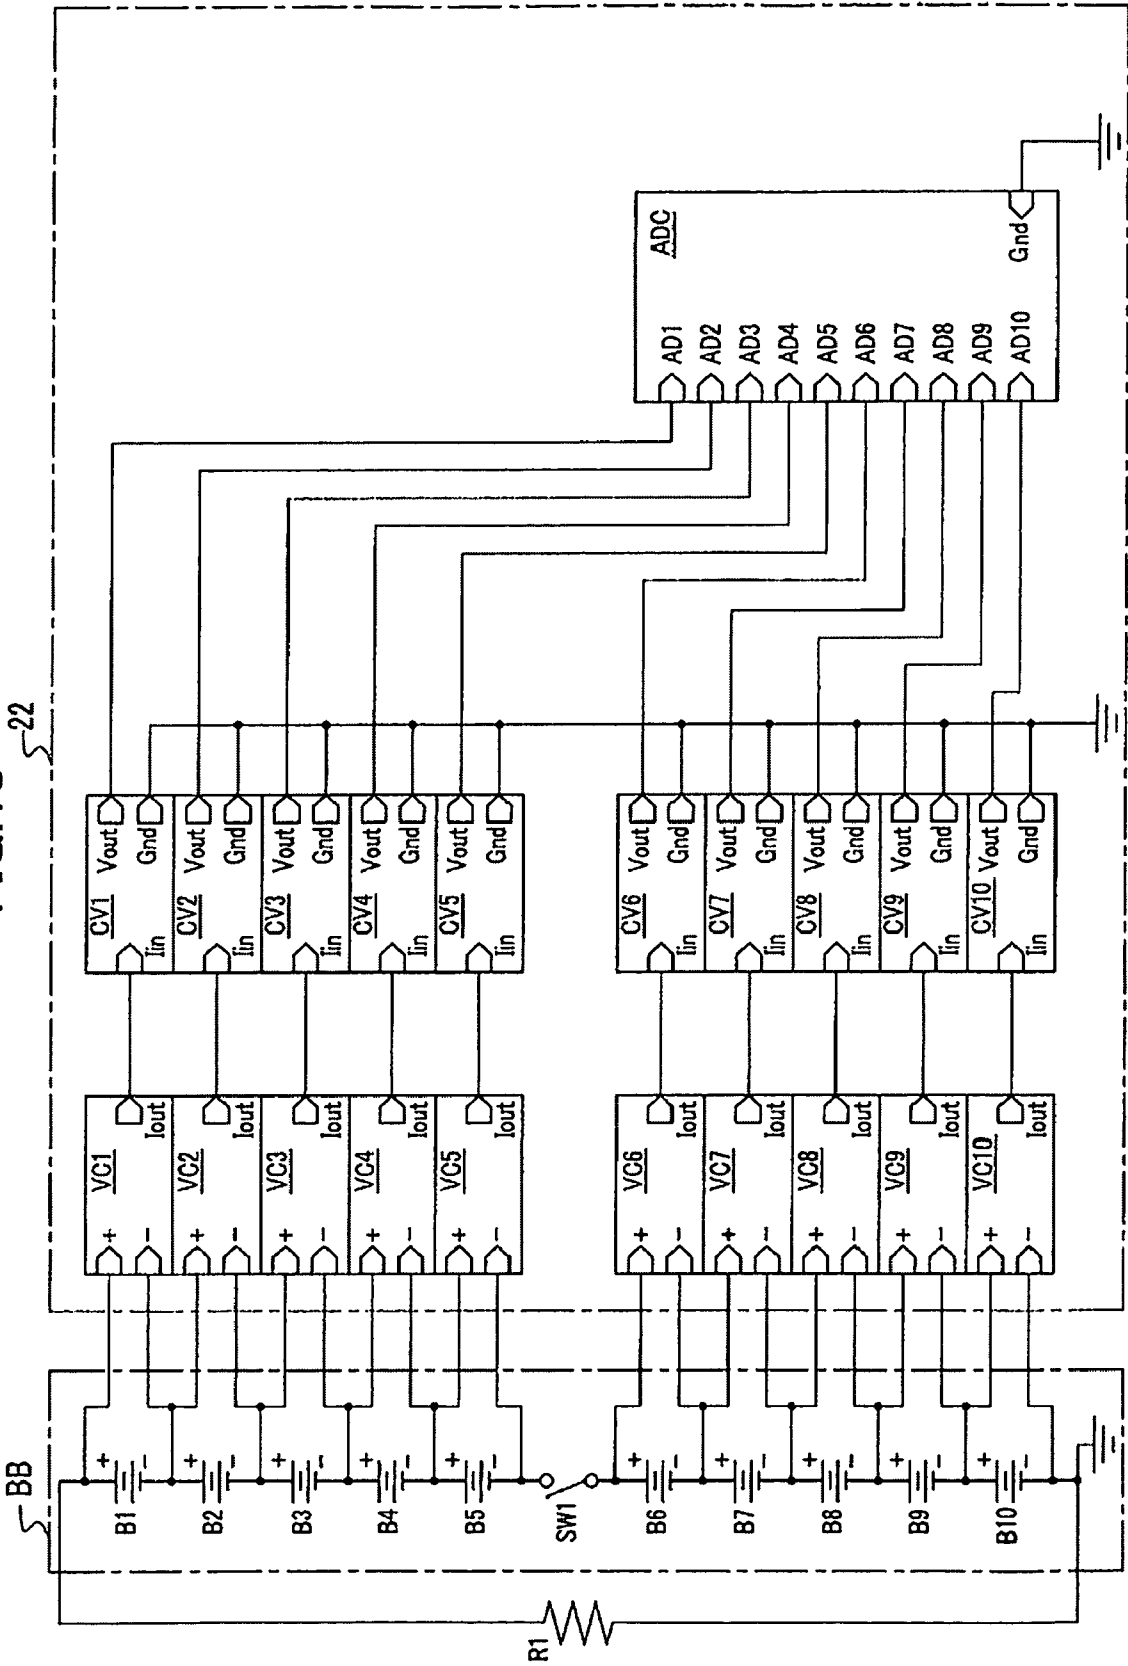 22
BB
R1
B1
+
-
B2
+
-
B3
+
-
B4
+
-
B5
+
-
SW1
B6
+
-
B7
+
-
B8
+
-
B9
+
-
B10
+
-
VC1
+
-
Iout
VC2
+
-
Iout
VC3
+
-
Iout
VC4
+
-
Iout
VC5
+
-
Iout
VC6
+
-
Iout
VC7
+
-
Iout
VC8
+
-
Iout
VC9
+
-
Iout
VC10
+
-
Iout
CV1
Iin
Vout
Gnd
CV2
Iin
Vout
Gnd
CV3
Iin
Vout
Gnd
CV4
Iin
Vout
Gnd
CV5
Iin
Vout
Gnd
CV6
Iin
Vout
Gnd
CV7
Iin
Vout
Gnd
CV8
Iin
Vout
Gnd
CV9
Iin
Vout
Gnd
CV10
Iin
Vout
Gnd
ADC
AD1
AD2
AD3
AD4
AD5
AD6
AD7
AD8
AD9
AD10
Gnd